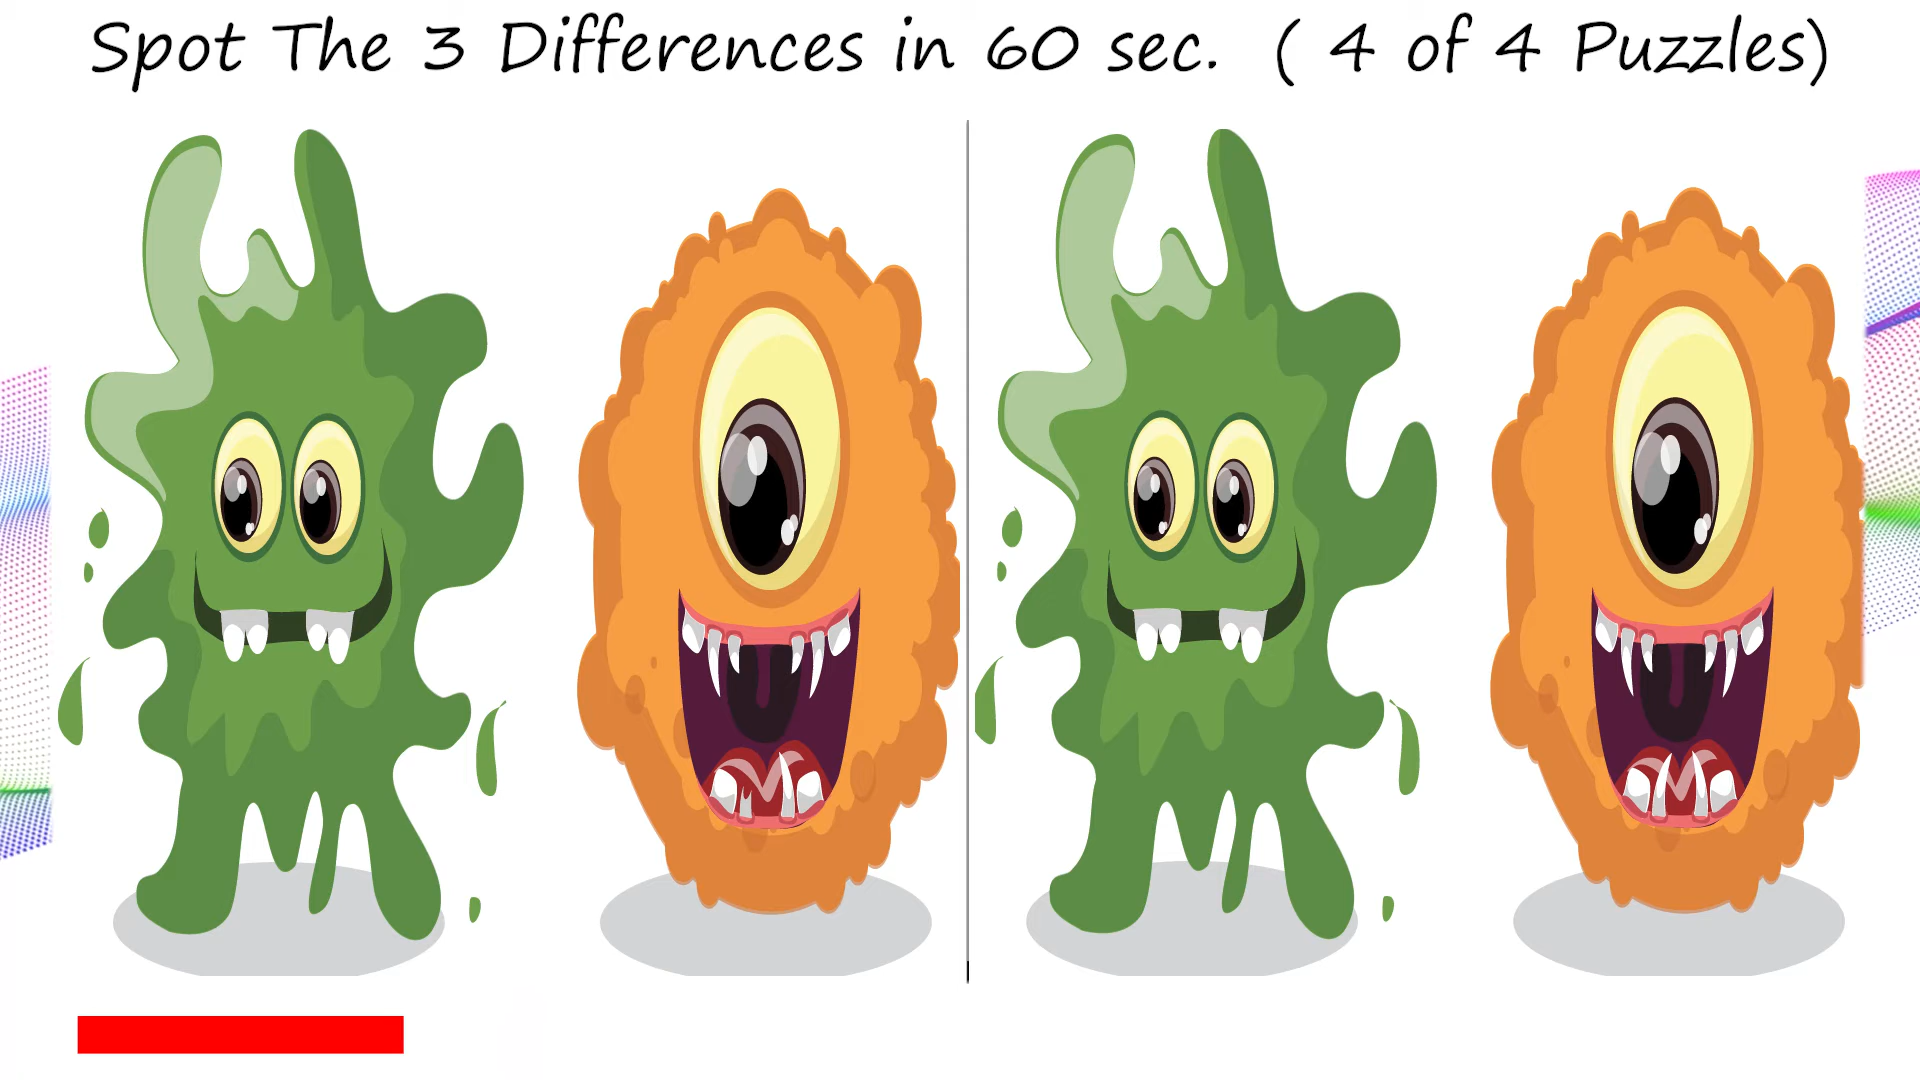 Spot The 3 Differences in 60 sec. ( 4 of 4 Puzzles)